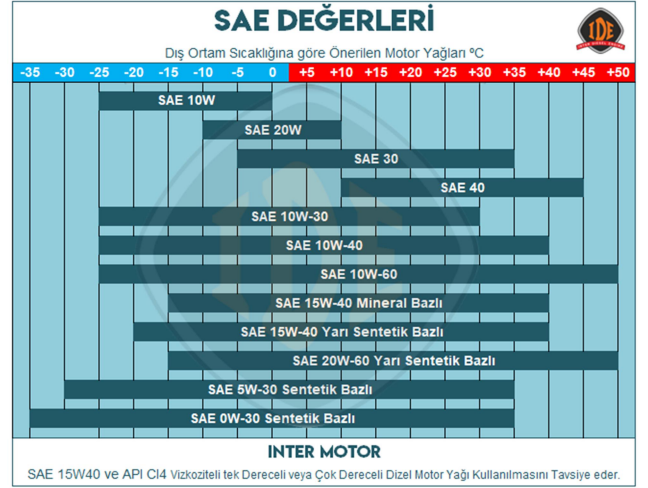 SAE DEĞERLERİ
IDE
Dış Ortam Sıcaklığına göre Önerilen Motor Yağları ºC
-35 -30 -25 -20 -15 -10 -5 0 +5 +10 +15 +20 +25 +30 +35 +40 +45 +50
SAE 10W
SAE 20W
SAE 30
SAE 40
SAE 10W-30
SAE 10W-40
SAE 10W-60
SAE 15W-40 Mineral Bazlı
SAE 15W-40 Yarı Sentetik Bazlı
SAE 20W-60 Yarı Sentetik Bazlı
SAE 5W-30 Sentetik Bazlı
SAE 0W-30 Sentetik Bazlı
INTER MOTOR
SAE 15W40 ve API CI4 Vizkoziteli tek Dereceli veya Çok Dereceli Dizel Motor Yağı Kullanılmasını Tavsiye eder.